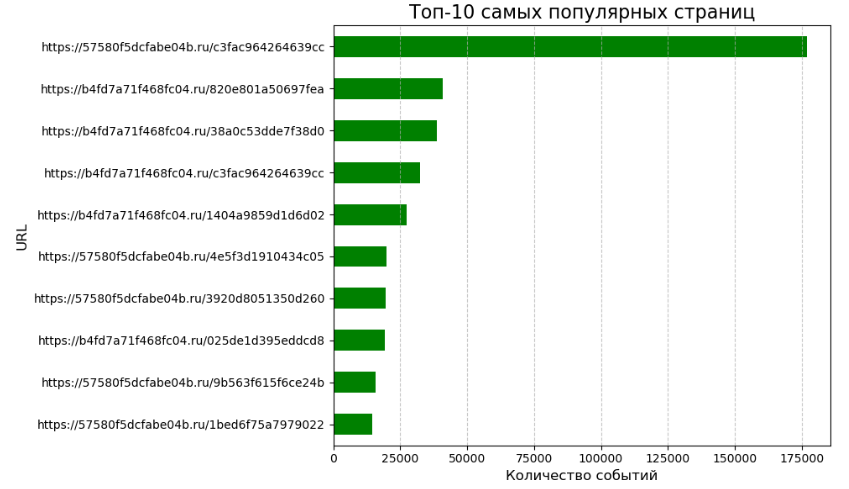 Топ-10 самых популярных страниц
https://57580f5dcfabe04b.ru/c3fac964264639cc
https://b4fd7a71f468fc04.ru/820e801a50697fea
https://b4fd7a71f468fc04.ru/38a0c53dde7f38d0
https://b4fd7a71f468fc04.ru/c3fac964264639cc
https://b4fd7a71f468fc04.ru/1404a9859d1d6d02
https://57580f5dcfabe04b.ru/4e5f3d1910434c05
https://57580f5dcfabe04b.ru/3920d8051350d260
https://b4fd7a71f468fc04.ru/025de1d395eddcd8
https://57580f5dcfabe04b.ru/9b563f615f6ce24b
https://57580f5dcfabe04b.ru/1bed6f75a7979022
URL
0 25000 50000 75000 100000 125000 150000 175000
Количество событий